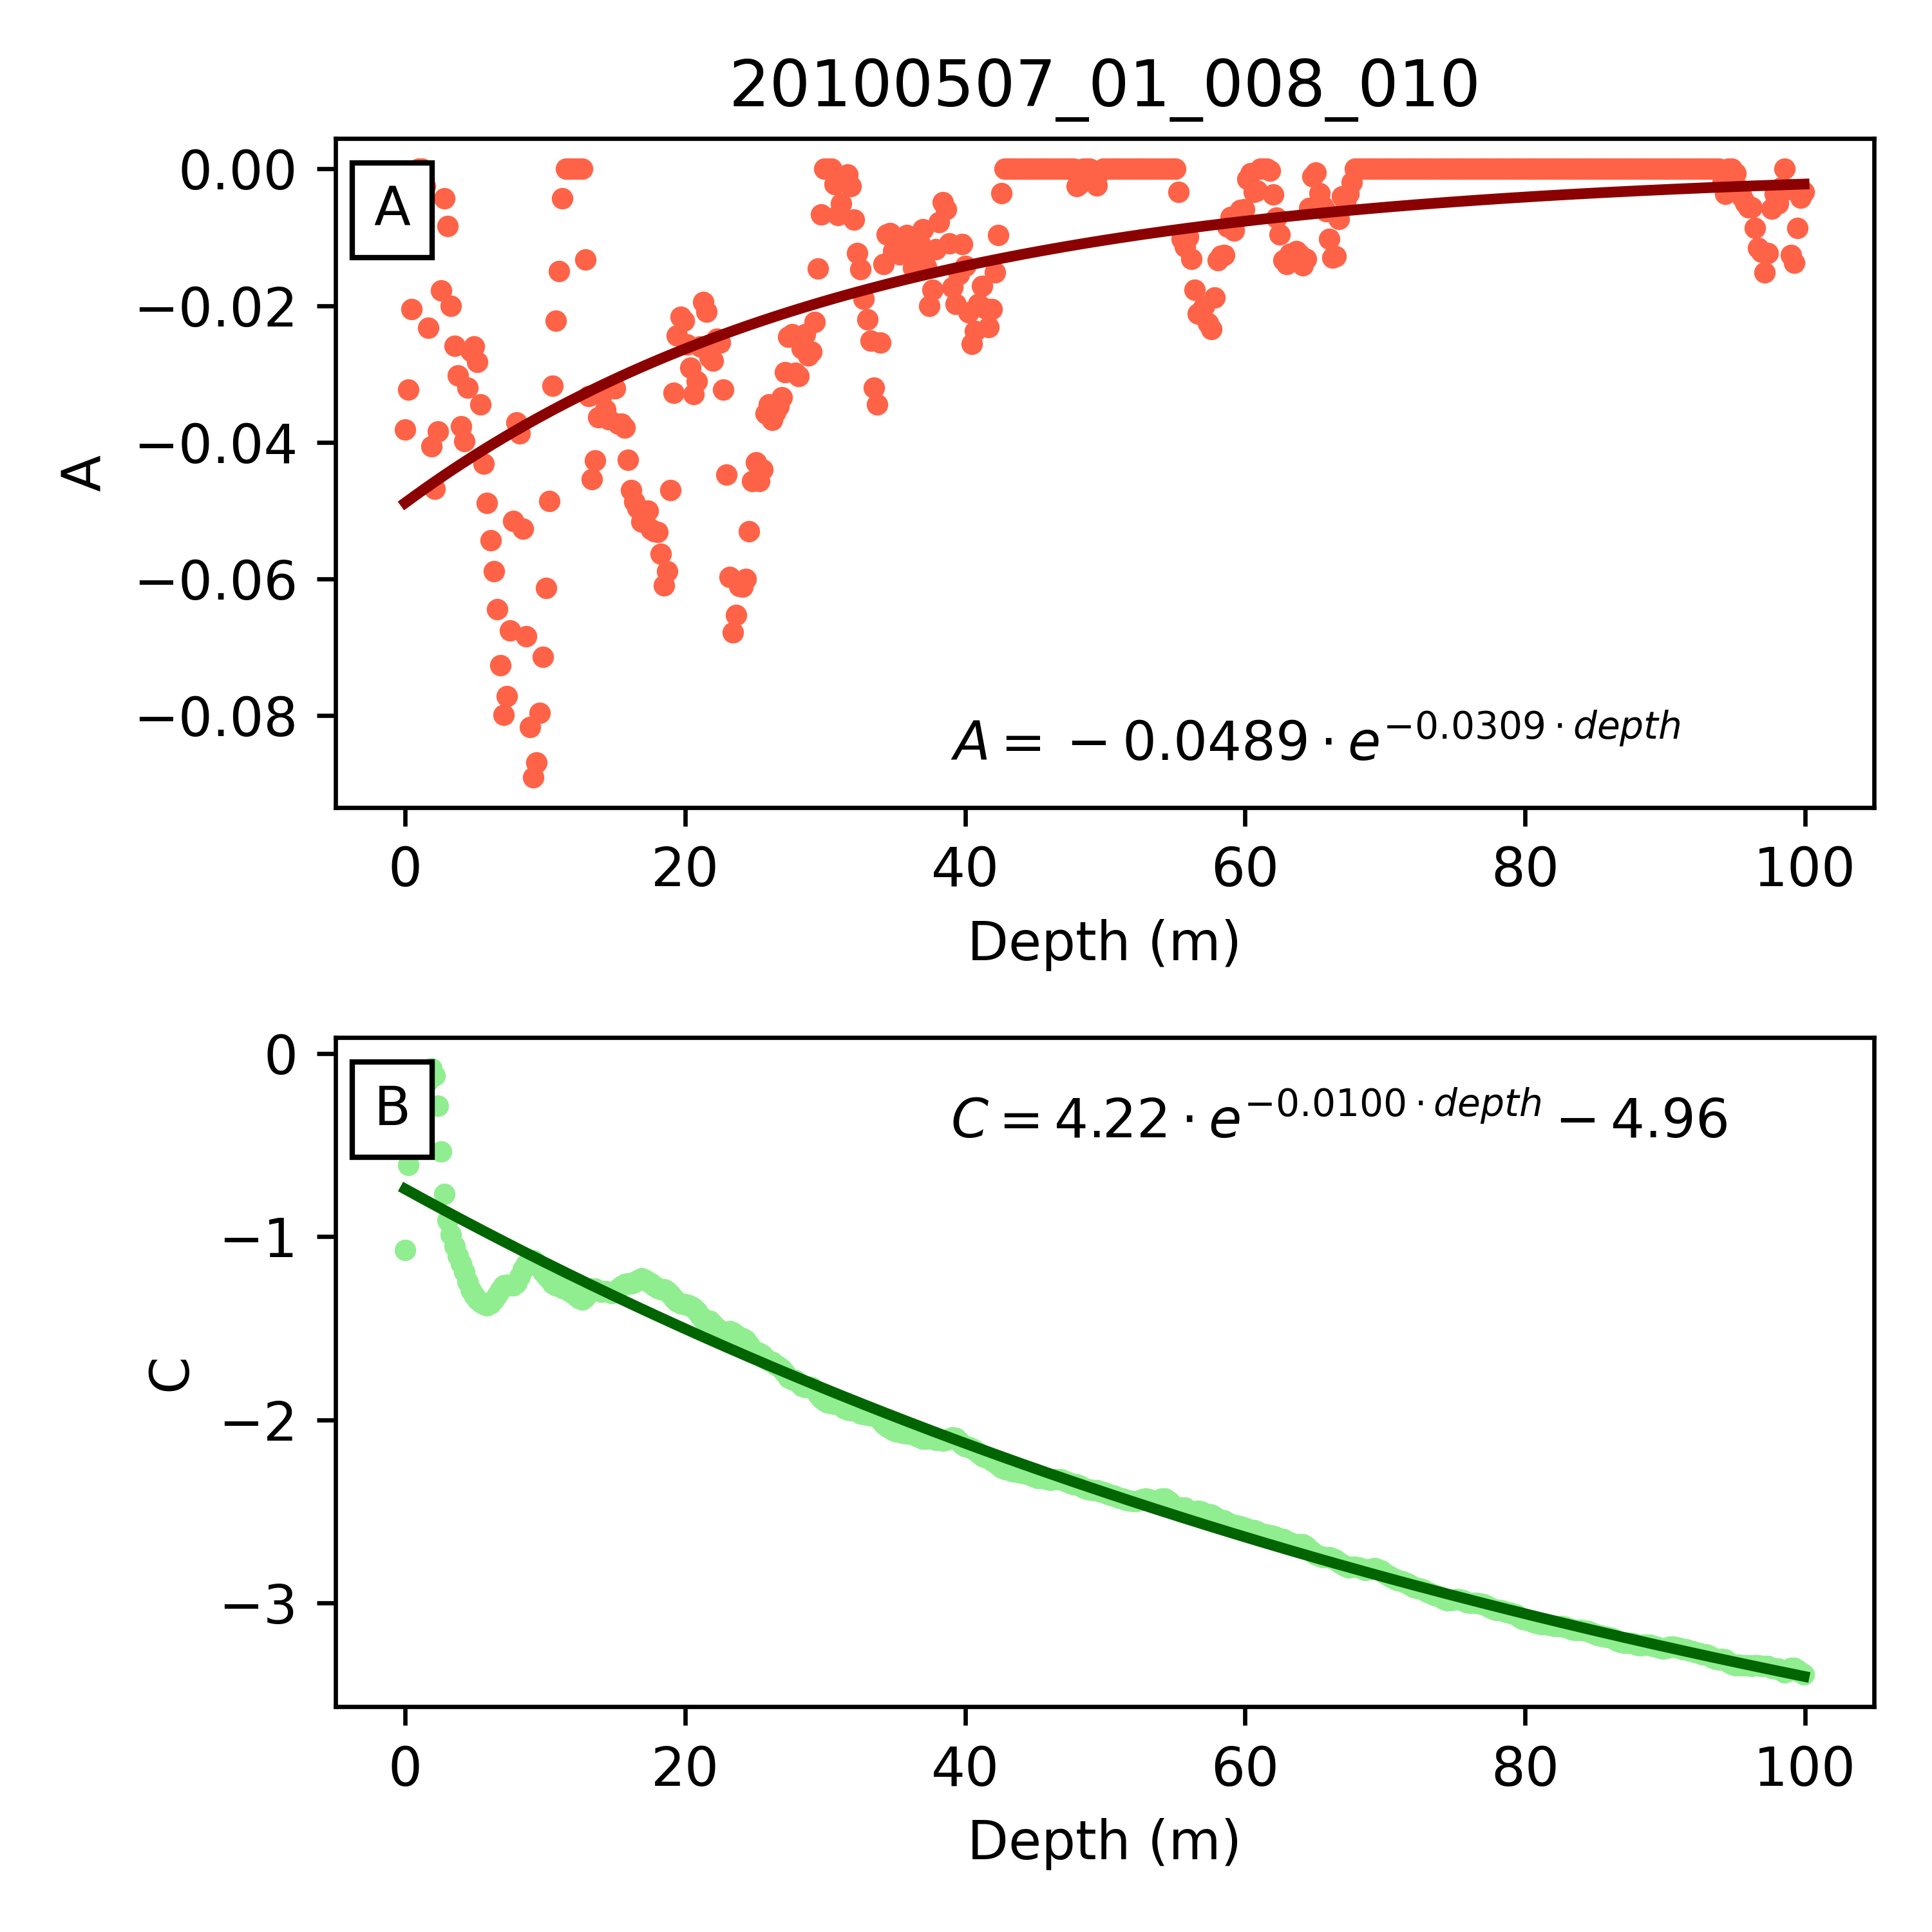 20100507_01_008_010
0.00
−0.02
−0.04
−0.06
−0.08
A
A
A = −0.0489 · e^{−0.0309 · depth}
0 20 40 60 80 100
Depth (m)
0
−1
−2
−3
C
B
C = 4.22 · e^{−0.0100 · depth} − 4.96
0 20 40 60 80 100
Depth (m)